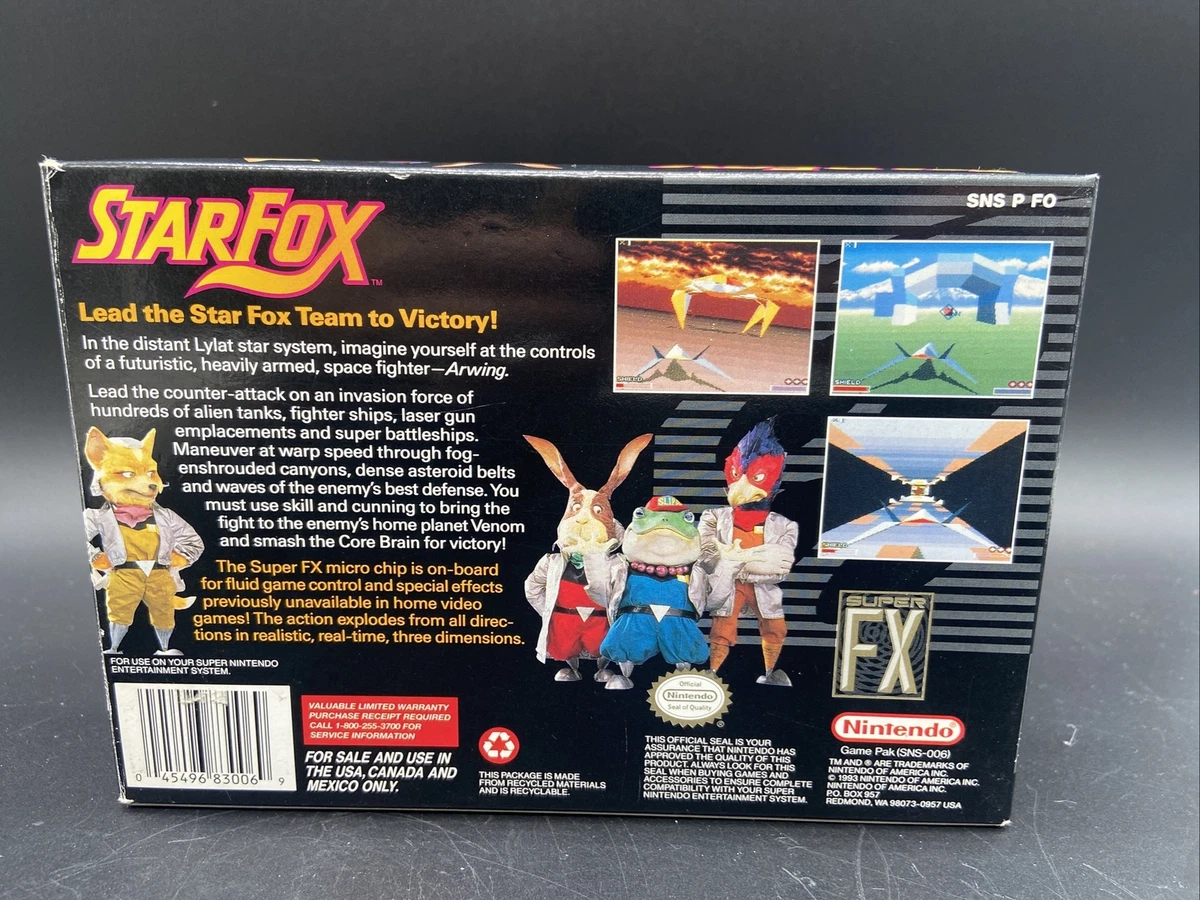 STARFOX™
SNS P FO
Lead the Star Fox Team to Victory!
In the distant Lylat star system, imagine yourself at the controls
of a futuristic, heavily armed, space fighter—Arwing.
Lead the counter-attack on an invasion force of
hundreds of alien tanks, fighter ships, laser gun
emplacements and super battleships.
Maneuver at warp speed through fog-
enshrouded canyons, dense asteroid belts
and waves of the enemy's best defense. You
must use skill and cunning to bring the
fight to the enemy's home planet Venom
and smash the Core Brain for victory!
The Super FX micro chip is on-board
for fluid game control and special effects
previously unavailable in home video
games! The action explodes from all direc-
tions in realistic, real-time, three dimensions.
SHIELD
SHIELD
SHIELD
SLIP
SUPER
FX
FOR USE ON YOUR SUPER NINTENDO
ENTERTAINMENT SYSTEM.
0 45496 83006 9
VALUABLE LIMITED WARRANTY
PURCHASE RECEIPT REQUIRED
CALL 1-800-255-3700 FOR
SERVICE INFORMATION
FOR SALE AND USE IN
THE USA, CANADA AND
MEXICO ONLY.
THIS PACKAGE IS MADE
FROM RECYCLED MATERIALS
AND IS RECYCLABLE.
Official
Nintendo
Seal of Quality
®
THIS OFFICIAL SEAL IS YOUR
ASSURANCE THAT NINTENDO HAS
APPROVED THE QUALITY OF THIS
PRODUCT. ALWAYS LOOK FOR THIS
SEAL WHEN BUYING GAMES AND
ACCESSORIES TO ENSURE COMPLETE
COMPATIBILITY WITH YOUR SUPER
NINTENDO ENTERTAINMENT SYSTEM.
Nintendo®
Game Pak (SNS-006)
TM AND ® ARE TRADEMARKS OF
NINTENDO OF AMERICA INC.
© 1993 NINTENDO OF AMERICA INC.
NINTENDO OF AMERICA INC.
P.O. BOX 957
REDMOND, WA 98073-0957 USA